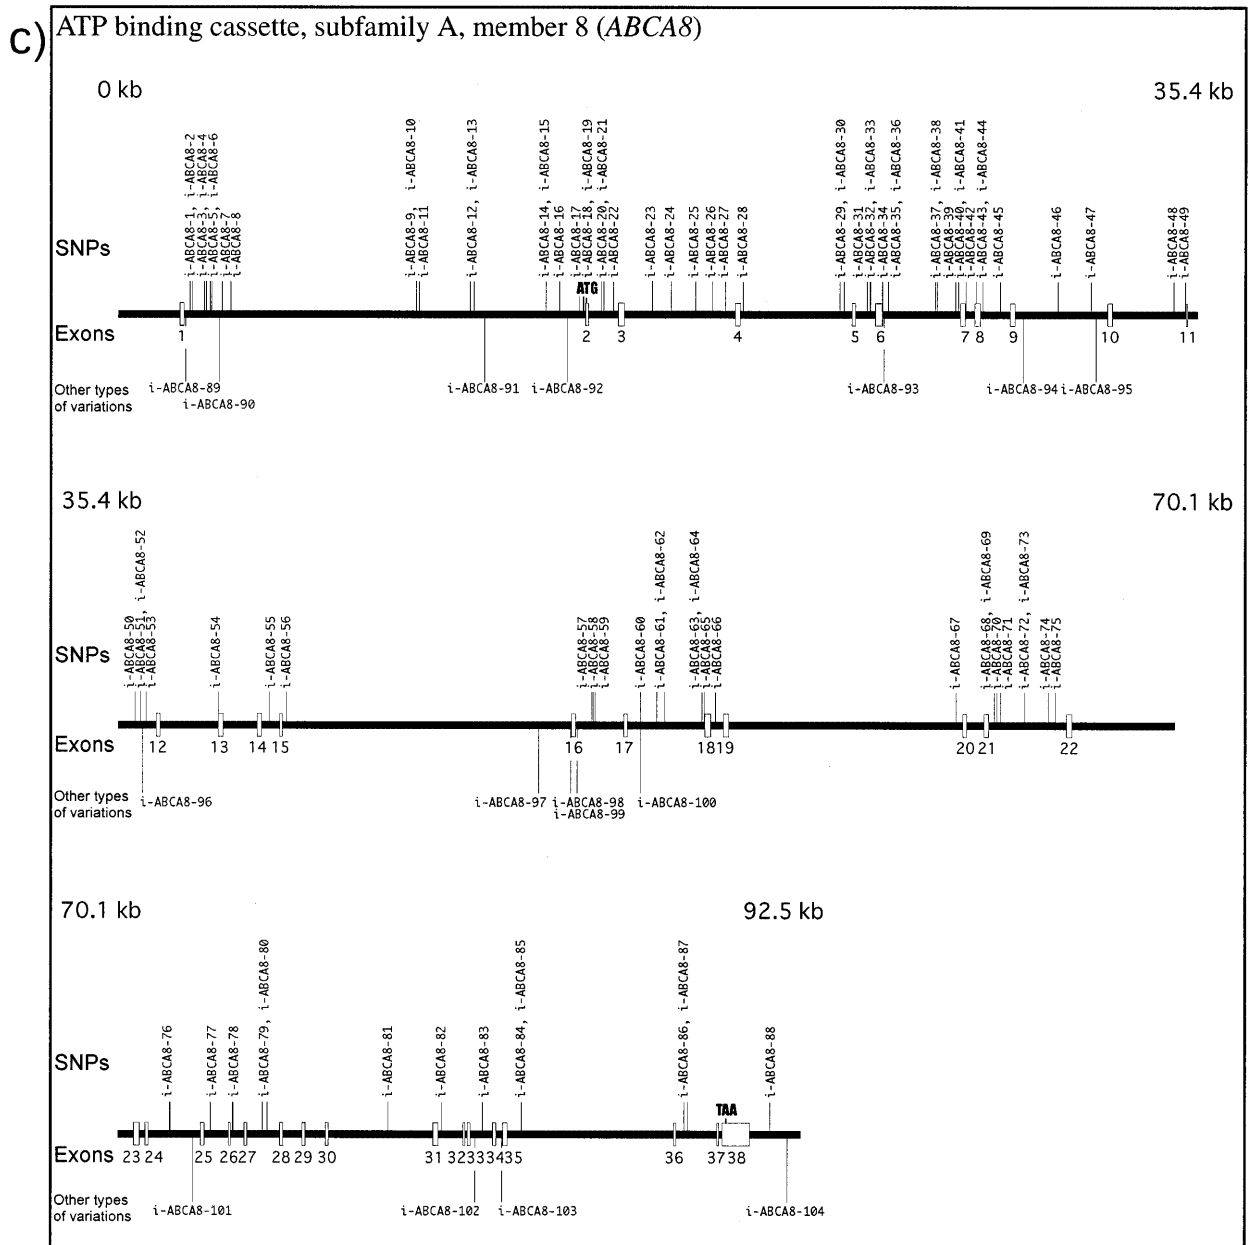 c)
ATP binding cassette, subfamily A, member 8 (ABCA8)
0 kb
35.4 kb
SNPs
i-ABCA8-1, i-ABCA8-2
i-ABCA8-3, i-ABCA8-4
i-ABCA8-5, i-ABCA8-6
i-ABCA8-7
i-ABCA8-8
i-ABCA8-9, i-ABCA8-10
i-ABCA8-11
i-ABCA8-12, i-ABCA8-13
i-ABCA8-14, i-ABCA8-15
i-ABCA8-16
i-ABCA8-17
i-ABCA8-18, i-ABCA8-19
i-ABCA8-20, i-ABCA8-21
i-ABCA8-22
i-ABCA8-23
i-ABCA8-24
i-ABCA8-25
i-ABCA8-26
i-ABCA8-27
i-ABCA8-28
i-ABCA8-29, i-ABCA8-30
i-ABCA8-31
i-ABCA8-32, i-ABCA8-33
i-ABCA8-34
i-ABCA8-35, i-ABCA8-36
i-ABCA8-37, i-ABCA8-38
i-ABCA8-39
i-ABCA8-40, i-ABCA8-41
i-ABCA8-42
i-ABCA8-43, i-ABCA8-44
i-ABCA8-45
i-ABCA8-46
i-ABCA8-47
i-ABCA8-48
i-ABCA8-49
ATG
Exons
1 2 3 4 5 6 7 8 9 10 11
Other types
of variations
i-ABCA8-89
i-ABCA8-90
i-ABCA8-91
i-ABCA8-92
i-ABCA8-93
i-ABCA8-94
i-ABCA8-95
35.4 kb
70.1 kb
SNPs
i-ABCA8-50
i-ABCA8-51, i-ABCA8-52
i-ABCA8-53
i-ABCA8-54
i-ABCA8-55
i-ABCA8-56
i-ABCA8-57
i-ABCA8-58
i-ABCA8-59
i-ABCA8-60
i-ABCA8-61, i-ABCA8-62
i-ABCA8-63, i-ABCA8-64
i-ABCA8-65
i-ABCA8-66
i-ABCA8-67
i-ABCA8-68, i-ABCA8-69
i-ABCA8-70
i-ABCA8-71
i-ABCA8-72, i-ABCA8-73
i-ABCA8-74
i-ABCA8-75
Exons
12 13 14 15 16 17 18 19 20 21 22
Other types
of variations
i-ABCA8-96
i-ABCA8-97
i-ABCA8-98
i-ABCA8-99
i-ABCA8-100
70.1 kb
92.5 kb
SNPs
i-ABCA8-76
i-ABCA8-77
i-ABCA8-78
i-ABCA8-79, i-ABCA8-80
i-ABCA8-81
i-ABCA8-82
i-ABCA8-83
i-ABCA8-84, i-ABCA8-85
i-ABCA8-86, i-ABCA8-87
i-ABCA8-88
TAA
Exons
23 24 25 26 27 28 29 30 31 32 33 34 35 36 37 38
Other types
of variations
i-ABCA8-101
i-ABCA8-102
i-ABCA8-103
i-ABCA8-104